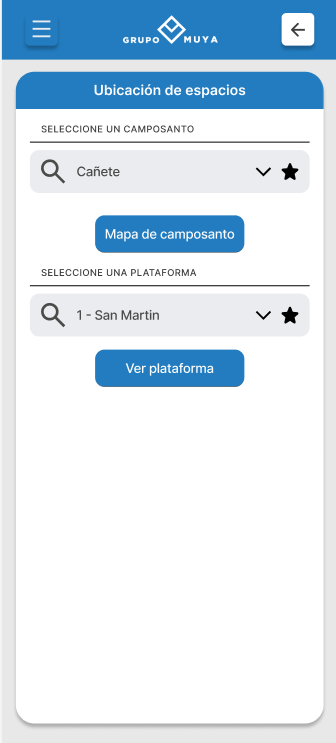 GRUPO MUYA
Ubicación de espacios
SELECCIONE UN CAMPOSANTO
Cañete
Mapa de camposanto
SELECCIONE UNA PLATAFORMA
1 - San Martin
Ver plataforma